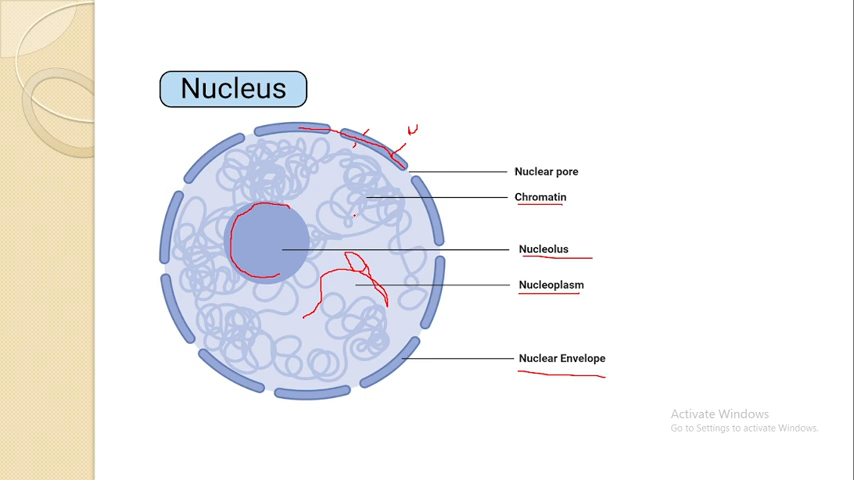 Nucleus
Nuclear pore
Chromatin
Nucleolus
Nucleoplasm
Nuclear Envelope
Activate Windows
Go to Settings to activate Windows.